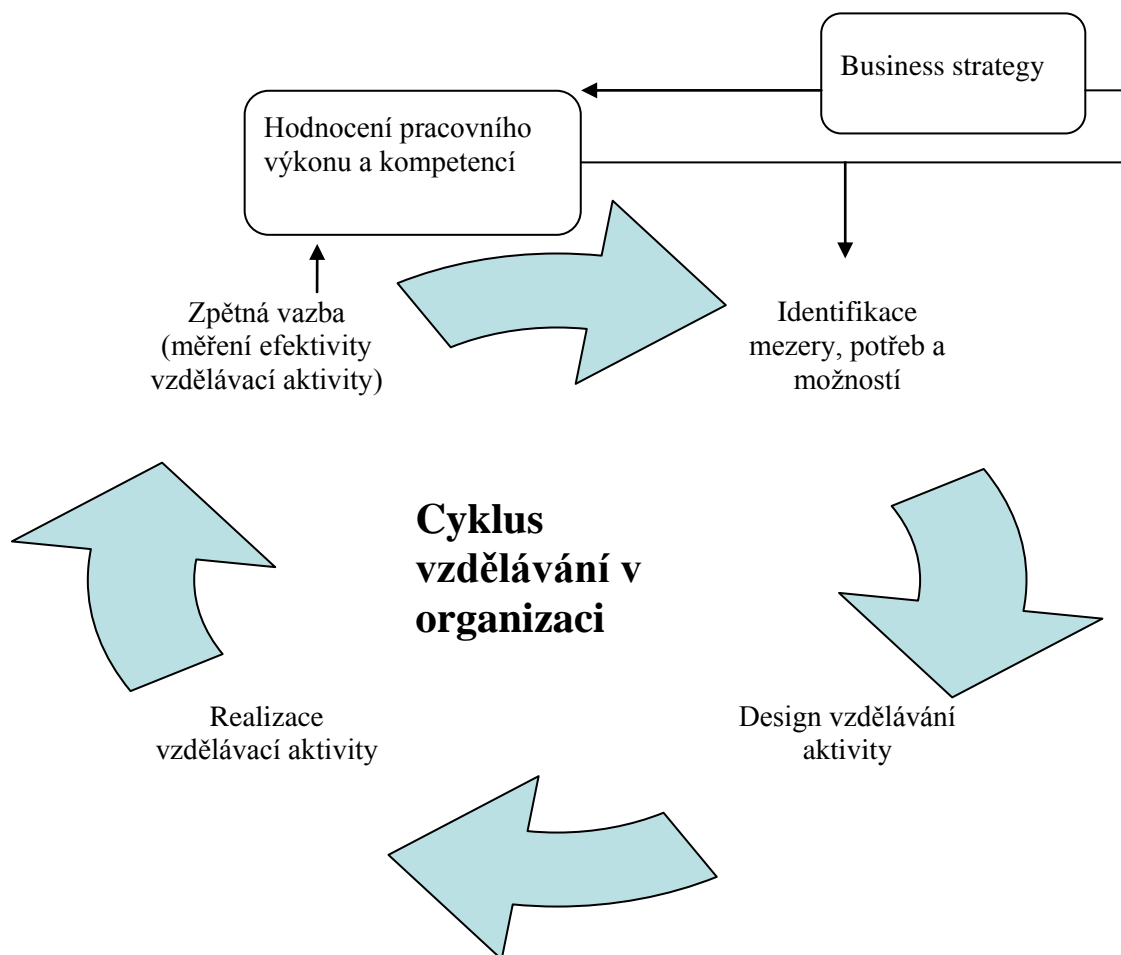 Business strategy
Hodnocení pracovního
výkonu a kompetencí
Zpětná vazba
(měření efektivity
vzdělávací aktivity)
Identifikace
mezery, potřeb a
možností
Cyklus
vzdělávání v
organizaci
Realizace
vzdělávací aktivity
Design vzdělávání
aktivity